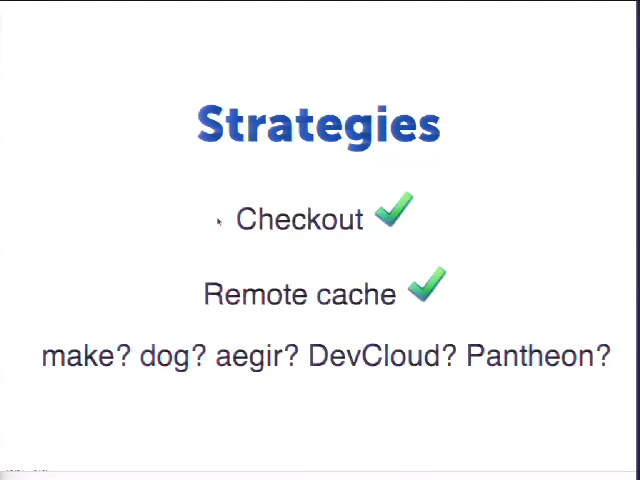 Strategies
Checkout
Remote cache
make? dog? aegir? DevCloud? Pantheon?